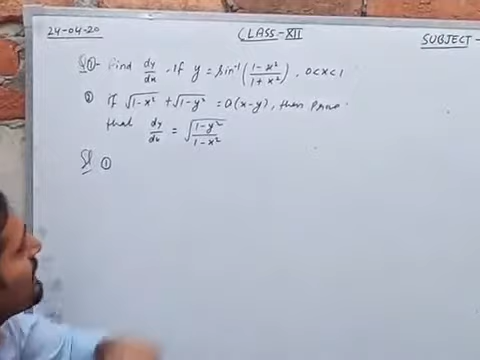 24-04-20 CLASS-XII SUBJECT-
Q① Find dy/dx. If y = sin⁻¹((1-x²)/(1+x²)), 0<x<1
② If √(1-x²) + √(1-y²) = a(x-y), then prove
that dy/dx = √((1-y²)/(1-x²))
Sol ①